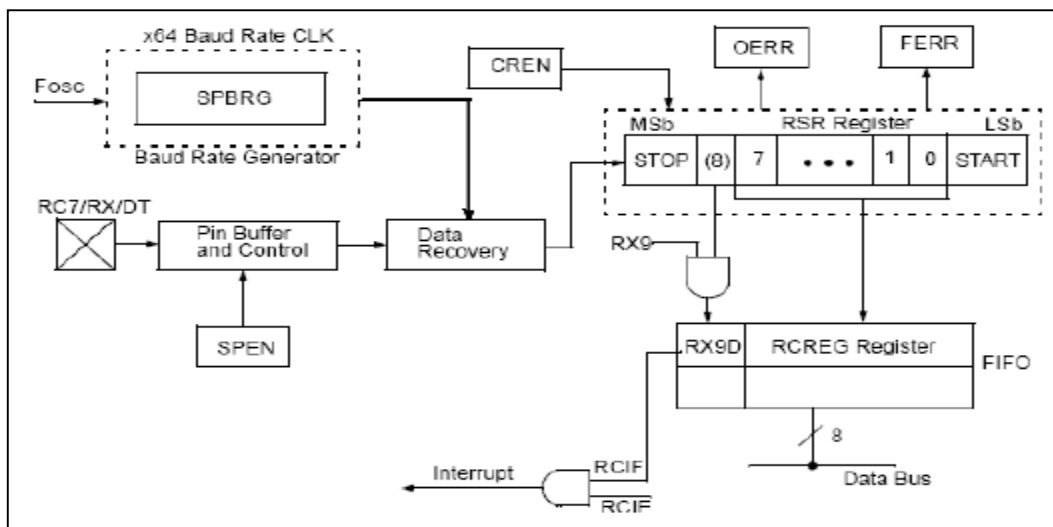 x64 Baud Rate CLK
Fosc
SPBRG
Baud Rate Generator
CREN
OERR
FERR
MSb
RSR Register
LSb
STOP
(8)
7
• • •
1
0
START
RC7/RX/DT
Pin Buffer
and Control
Data
Recovery
SPEN
RX9
RX9D
RCREG Register
FIFO
8
Data Bus
Interrupt
RCIF
RCIE